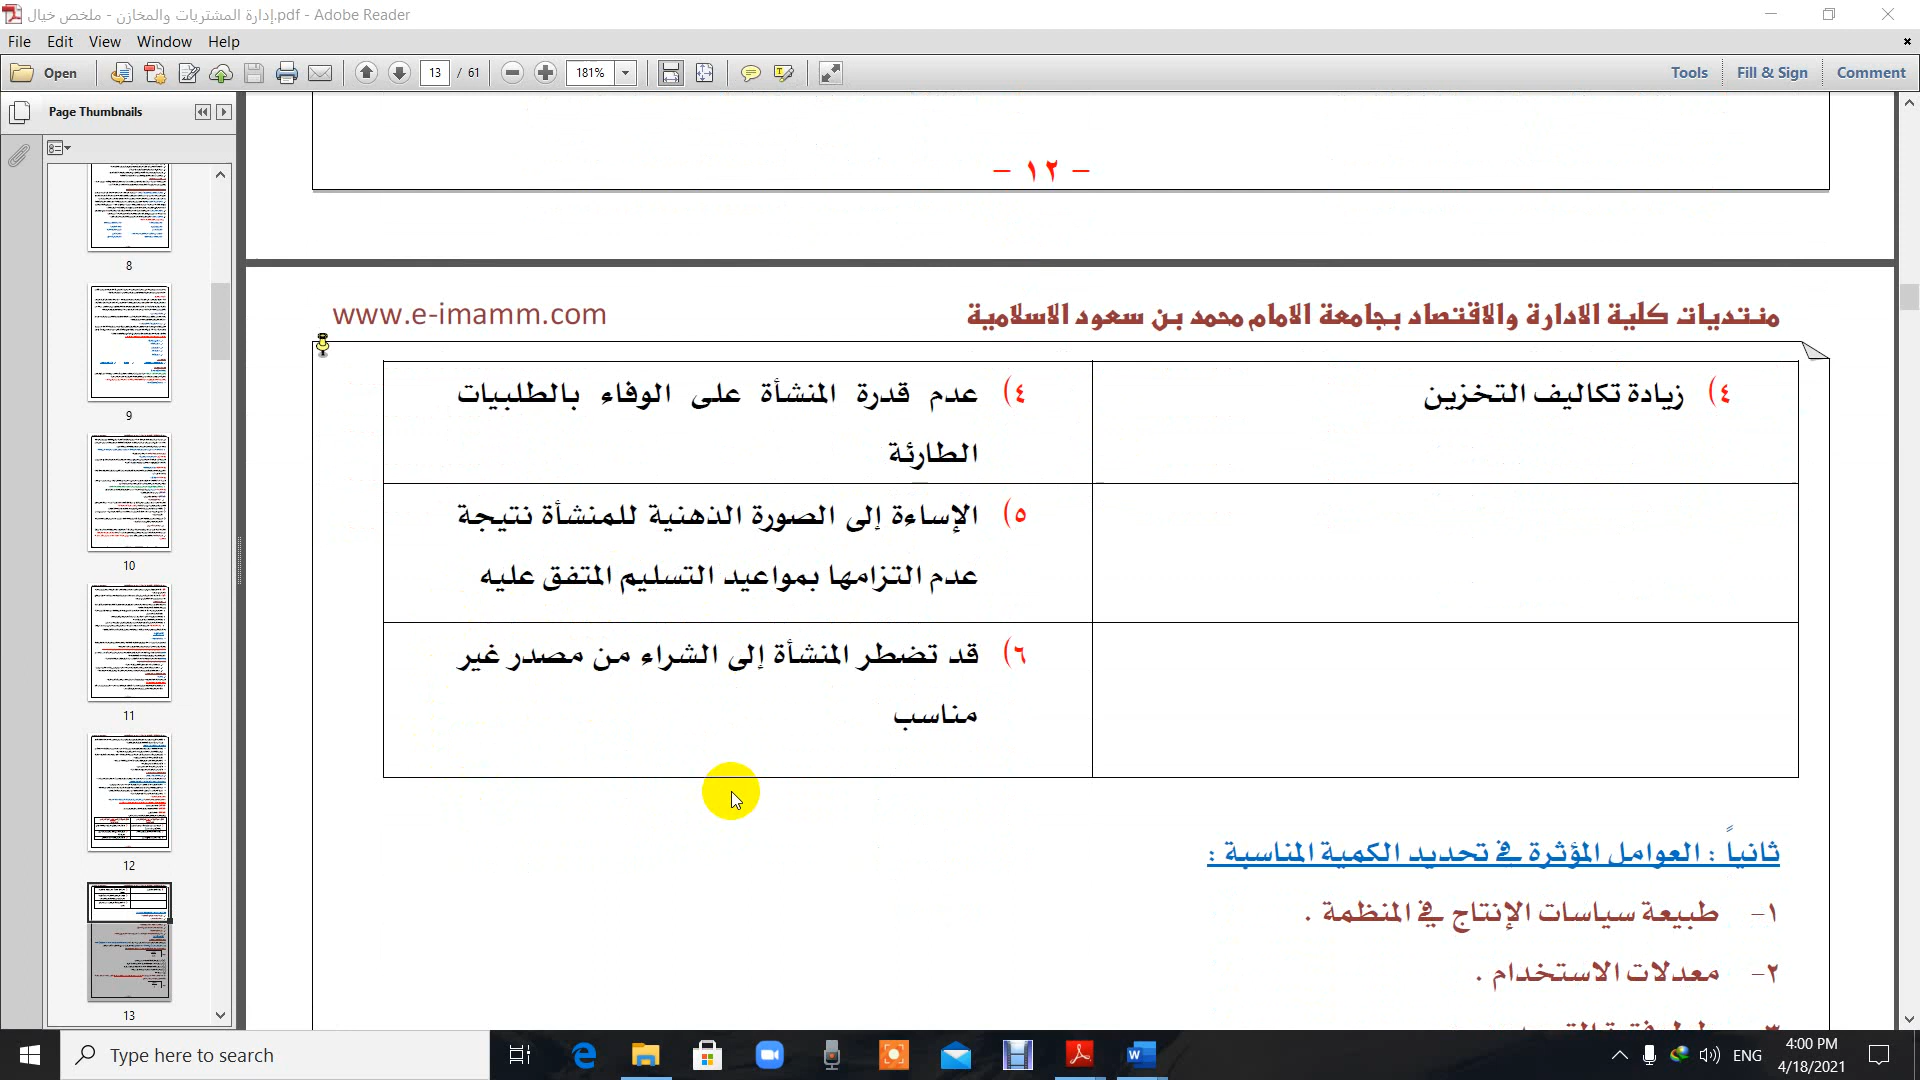 إدارة المشتريات والمخازن - ملخص خيال.pdf - Adobe Reader
File Edit View Window Help
Open 13 / 61 181% Tools Fill & Sign Comment
Page Thumbnails
8
9
10
11
12
13
- ١٢ -
منتديات كلية الادارة والاقتصاد بجامعة الامام محمد بن سعود الاسلامية www.e-imamm.com
٤) زيادة تكاليف التخزين
٤) عدم قدرة المنشأة على الوفاء بالطلبيات
الطارئة
٥) الإساءة إلى الصورة الذهنية للمنشأة نتيجة
عدم التزامها بمواعيد التسليم المتفق عليه
٦) قد تضطر المنشأة إلى الشراء من مصدر غير
مناسب
ثانياً : العوامل المؤثرة في تحديد الكمية المناسبة :
١- طبيعة سياسات الإنتاج في المنظمة .
٢- معدلات الاستخدام .
Type here to search
ENG
4:00 PM
4/18/2021